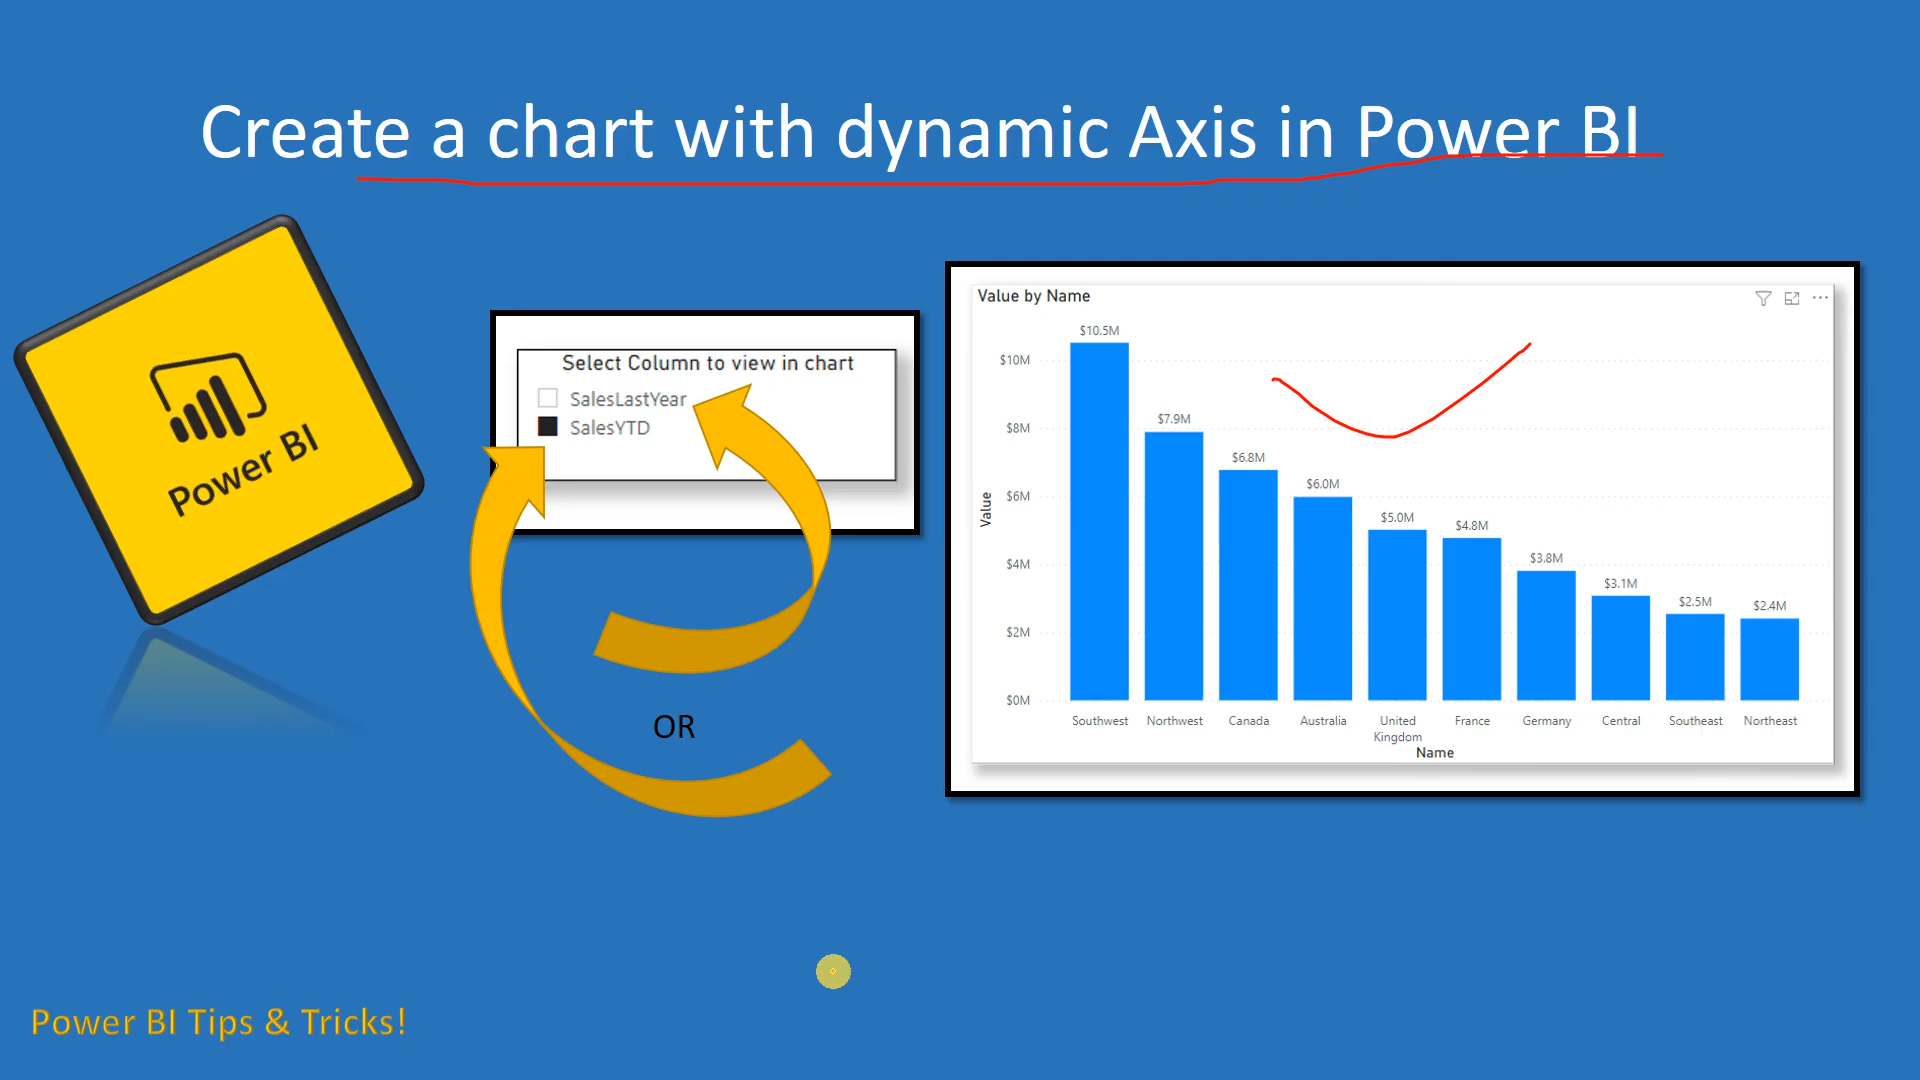 Create a chart with dynamic Axis in Power BI
Power BI
Select Column to view in chart
SalesLastYear
SalesYTD
OR
Value by Name
Value
$10M
$8M
$6M
$4M
$2M
$0M
$10.5M
$7.9M
$6.8M
$6.0M
$5.0M
$4.8M
$3.8M
$3.1M
$2.5M
$2.4M
Southwest
Northwest
Canada
Australia
United
Kingdom
France
Germany
Central
Southeast
Northeast
Name
Power BI Tips & Tricks!